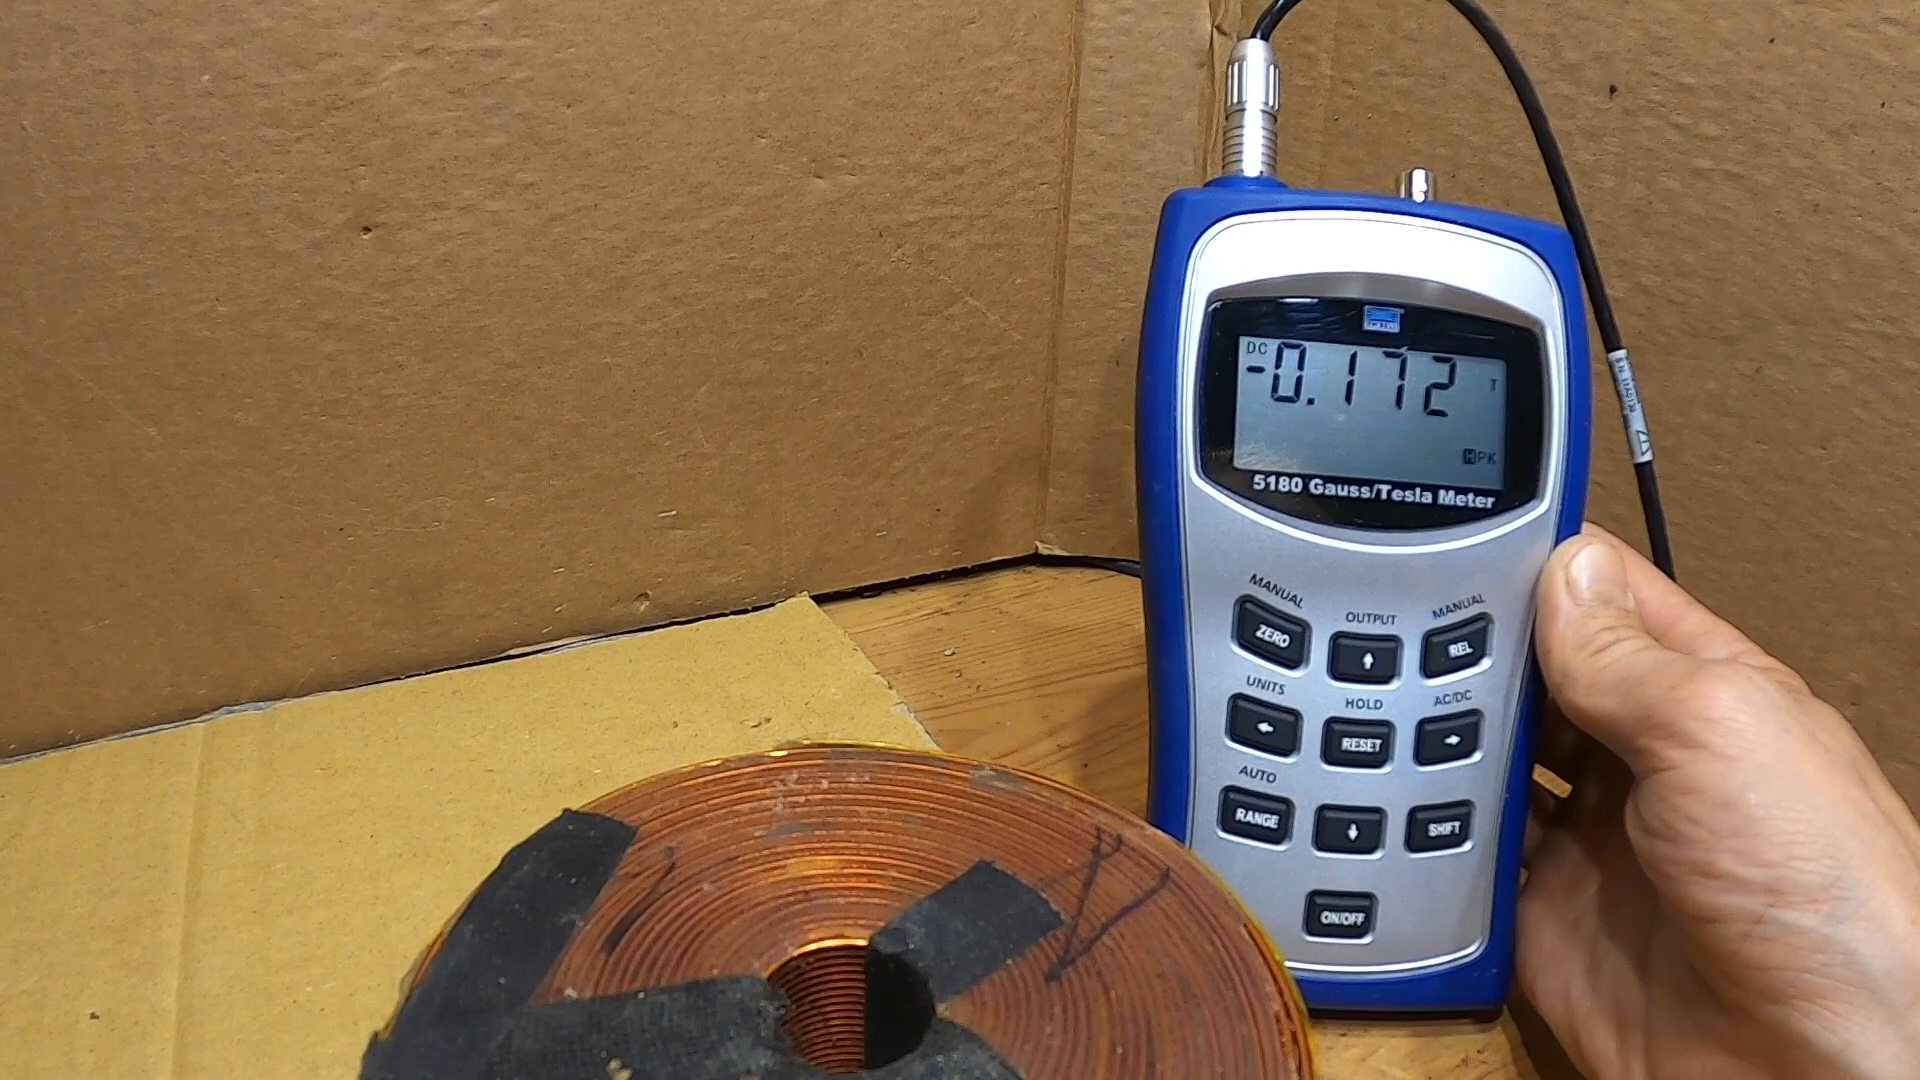 DC
-0.172 T
HPK
5180 Gauss/Tesla Meter
MANUAL OUTPUT MANUAL
ZERO ↑ REL
UNITS HOLD AC/DC
← RESET →
AUTO
RANGE ↓ SHIFT
ON/OFF